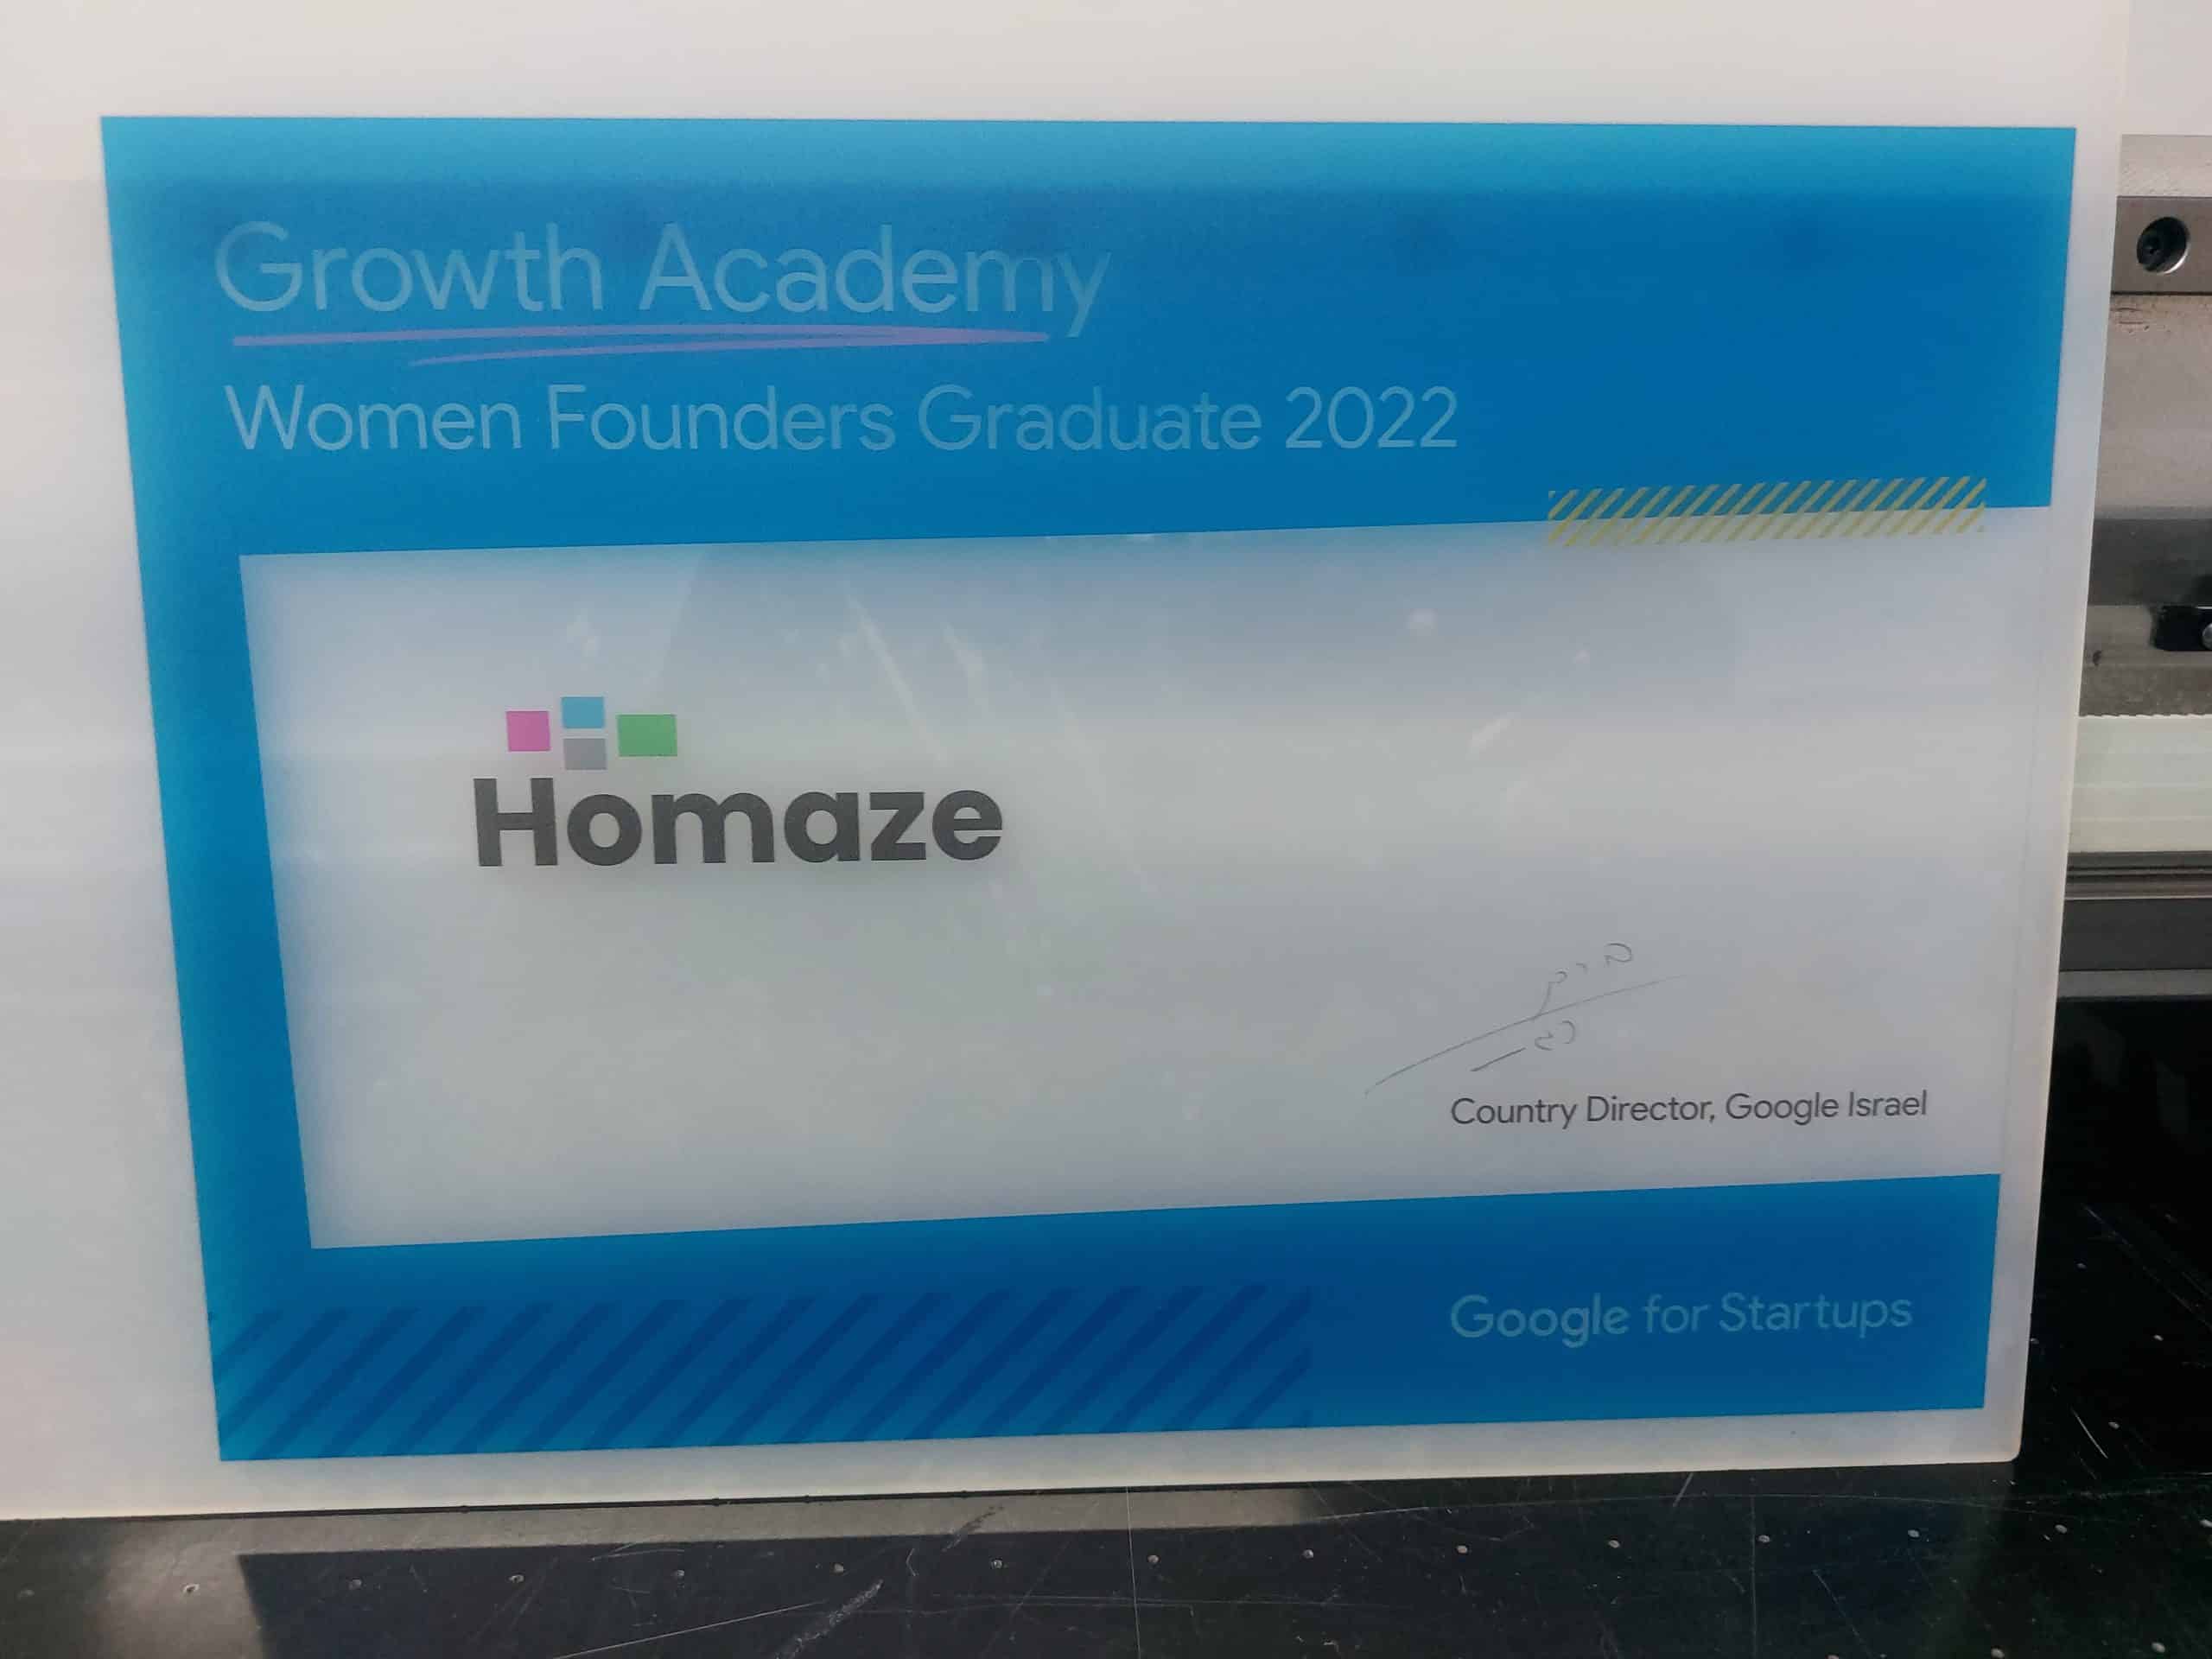 Growth Academy
Women Founders Graduate 2022
Homaze
Country Director, Google Israel
Google for Startups